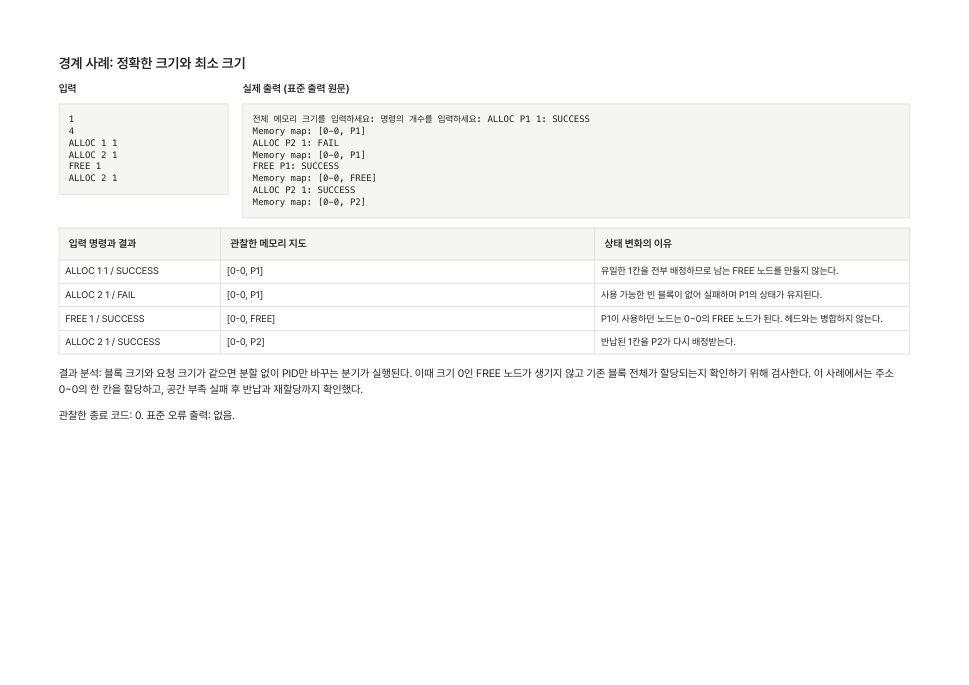 경계 사례: 정확한 크기와 최소 크기
입력
실제 출력 (표준 출력 원문)
1
4
ALLOC 1 1
ALLOC 2 1
FREE 1
ALLOC 2 1
전체 메모리 크기를 입력하세요: 명령의 개수를 입력하세요: ALLOC P1 1: SUCCESS
Memory map: [0~0, P1]
ALLOC P2 1: FAIL
Memory map: [0~0, P1]
FREE P1: SUCCESS
Memory map: [0~0, FREE]
ALLOC P2 1: SUCCESS
Memory map: [0~0, P2]
입력 명령과 결과 관찰한 메모리 지도 상태 변화의 이유
ALLOC 1 1 / SUCCESS [0~0, P1] 유일한 1칸을 전부 배정하므로 남는 FREE 노드를 만들지 않는다.
ALLOC 2 1 / FAIL [0~0, P1] 사용 가능한 빈 블록이 없어 실패하며 P1의 상태가 유지된다.
FREE 1 / SUCCESS [0~0, FREE] P1이 사용하던 노드는 0~0의 FREE 노드가 된다. 헤드와는 병합하지 않는다.
ALLOC 2 1 / SUCCESS [0~0, P2] 반납된 1칸을 P2가 다시 배정받는다.
결과 분석: 블록 크기와 요청 크기가 같으면 분할 없이 PID만 바꾸는 분기가 실행된다. 이때 크기 0인 FREE 노드가 생기지 않고 기존 블록 전체가 할당되는지 확인하기 위해 검사한다. 이 사례에서는 주소
0~0의 한 칸을 할당하고, 공간 부족 실패 후 반납과 재할당까지 확인했다.
관찰한 종료 코드: 0. 표준 오류 출력: 없음.